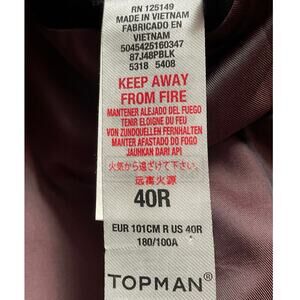 RN 125149
MADE IN VIETNAM
FABRICADO EN
VIETNAM
5045425160347
87J48PBLK
5318 5408
KEEP AWAY
FROM FIRE
MANTENER ALEJADO DEL FUEGO
TENIR ELOIGNE DU FEU
VON ZUNDQUELLEN FERNHALTEN
MANTER AFASTADO DO FOGO
JAUHKAN DARI API
火気から遠ざけて下さい。
远离火源
40R
EUR 101CM R US 40R
180/100A
TOPMAN®